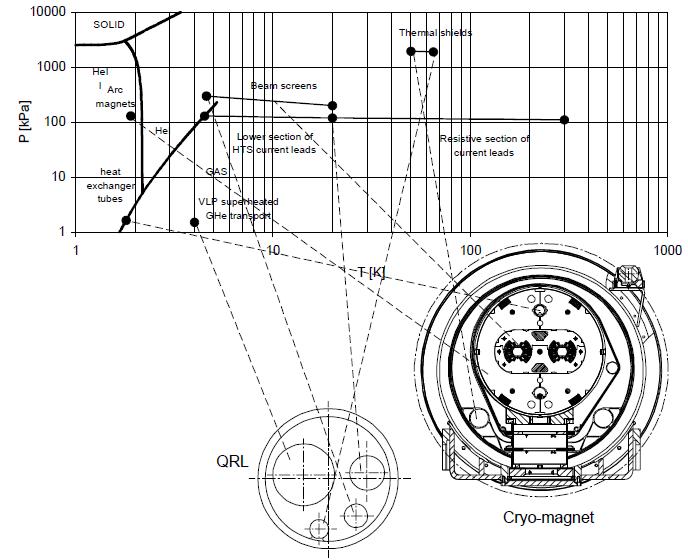 10000
SOLID
Thermal shields
1000
HeI
I Arc
magnets
Beam screens
P [kPa]
100
HeI
Lower section of
HTS current leads
Resistive section of
current leads
GAS
10
heat
exchanger
tubes
VLP superheated
GHe transport
1
1
10
100
1000
T [K]
QRL
Cryo-magnet